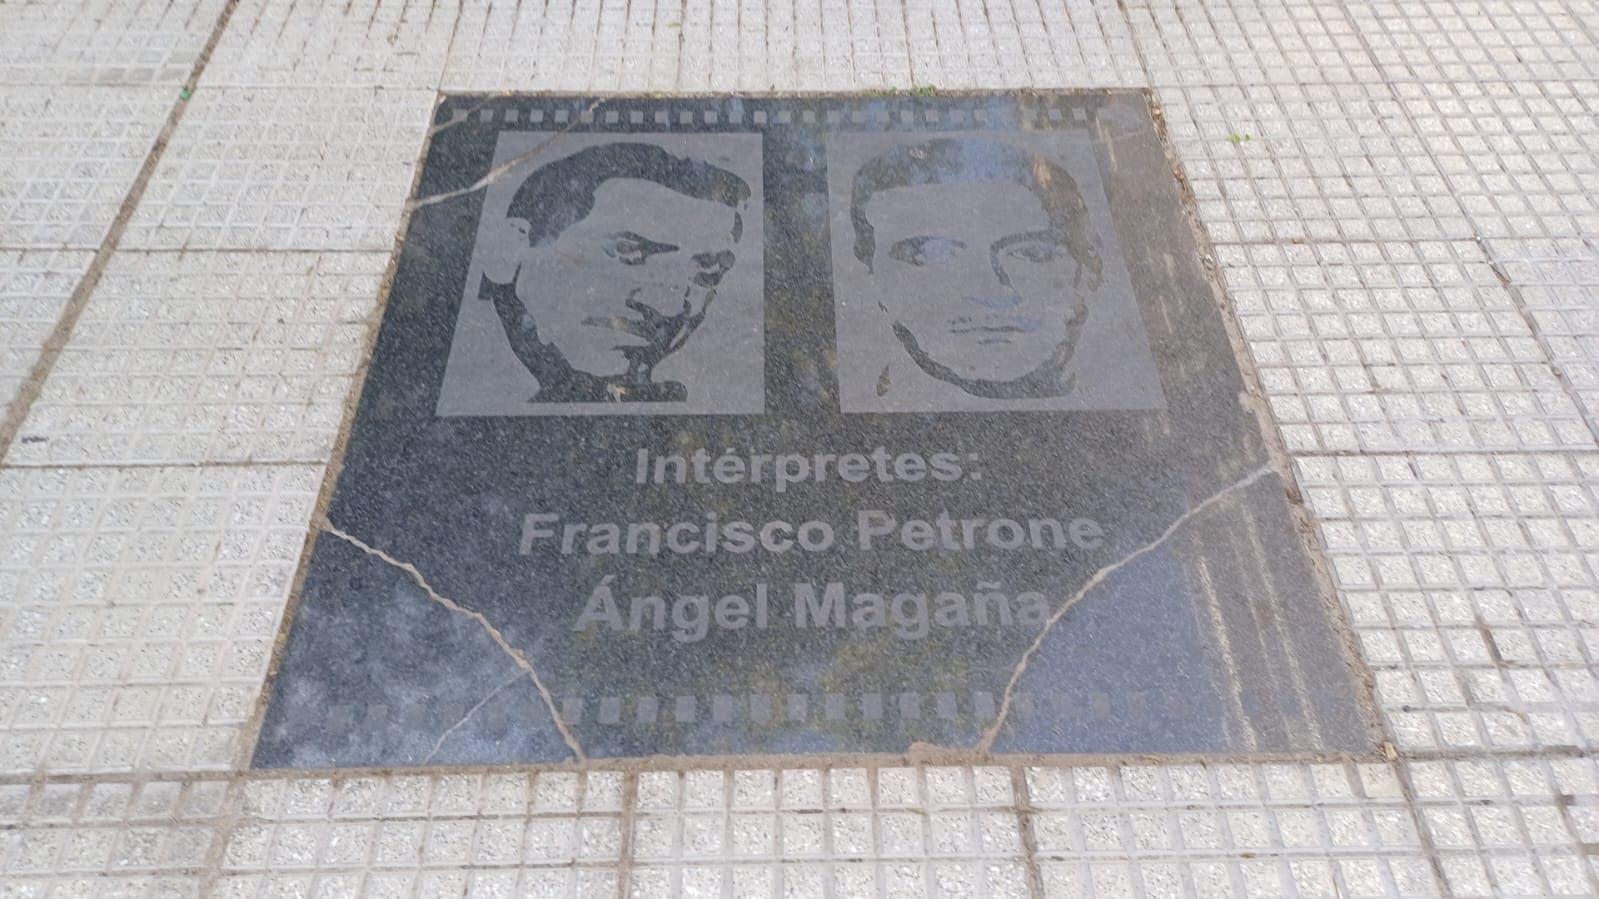 Intérpretes:
Francisco Petrone
Ángel Magaña